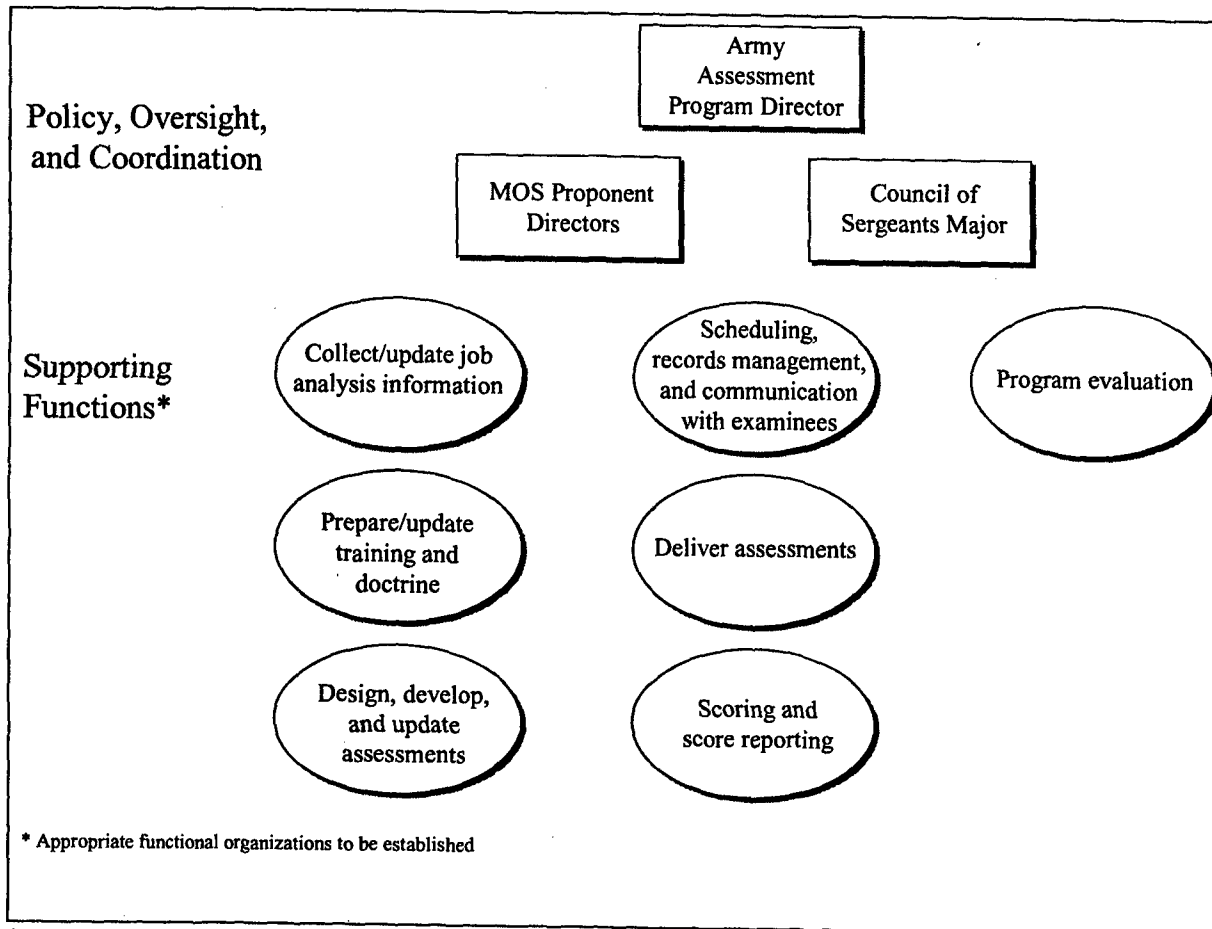 Army
Assessment
Program Director
Policy, Oversight,
and Coordination
MOS Proponent
Directors
Council of
Sergeants Major
Supporting
Functions*
Collect/update job
analysis information
Scheduling,
records management,
and communication
with examinees
Program evaluation
Prepare/update
training and
doctrine
Deliver assessments
Design, develop,
and update
assessments
Scoring and
score reporting
* Appropriate functional organizations to be established